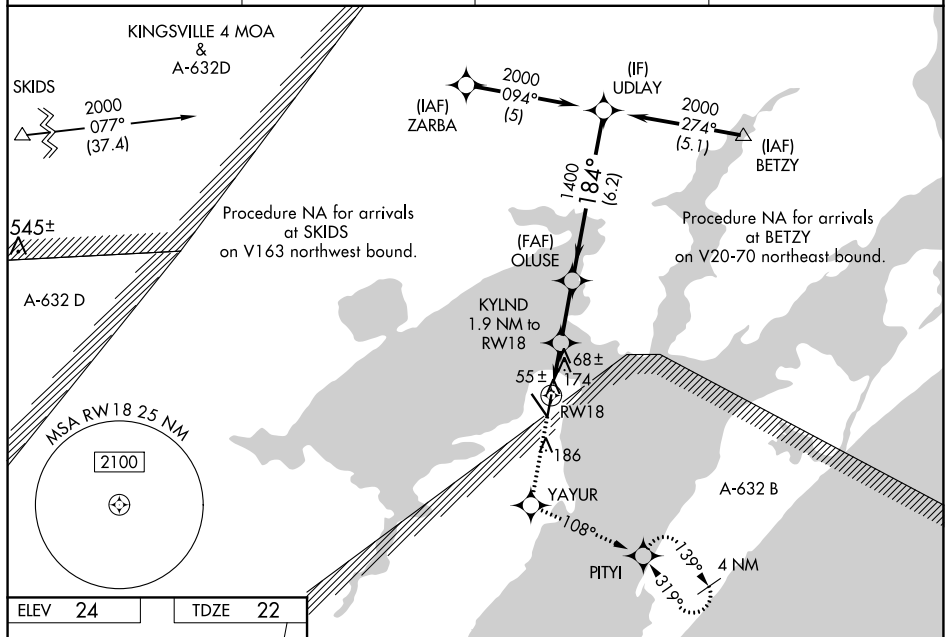 KINGSVILLE 4 MOA
&
A-632D
SKIDS
2000
077°
(37.4)
(IAF)
ZARBA
2000
094°
(5)
(IF)
UDLAY
2000
274°
(5.1)
(IAF)
BETZY
1400
184°
(6.2)
545±
Procedure NA for arrivals
at SKIDS
on V163 northwest bound.
Procedure NA for arrivals
at BETZY
on V20-70 northeast bound.
(FAF)
OLUSE
A-632 D
KYLND
1.9 NM to
RW18
68±
55±
174
RW18
MSA RW18 25 NM
2100
186
YAYUR
108°
A-632 B
PITYI
139°
319°
4 NM
ELEV 24
TDZE 22